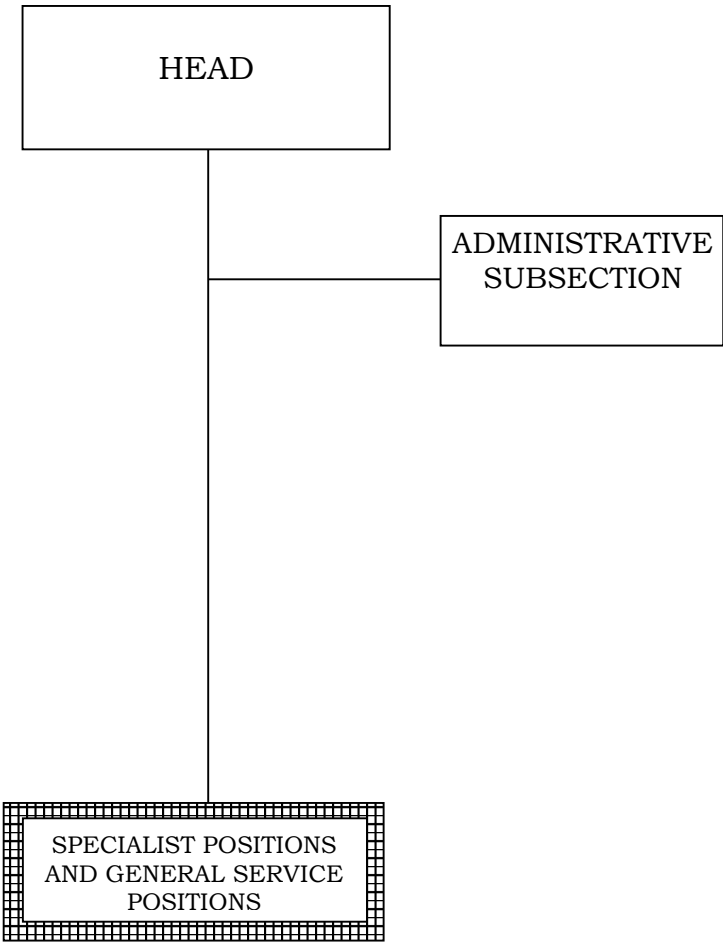 HEAD
ADMINISTRATIVE
SUBSECTION
SPECIALIST POSITIONS
AND GENERAL SERVICE
POSITIONS